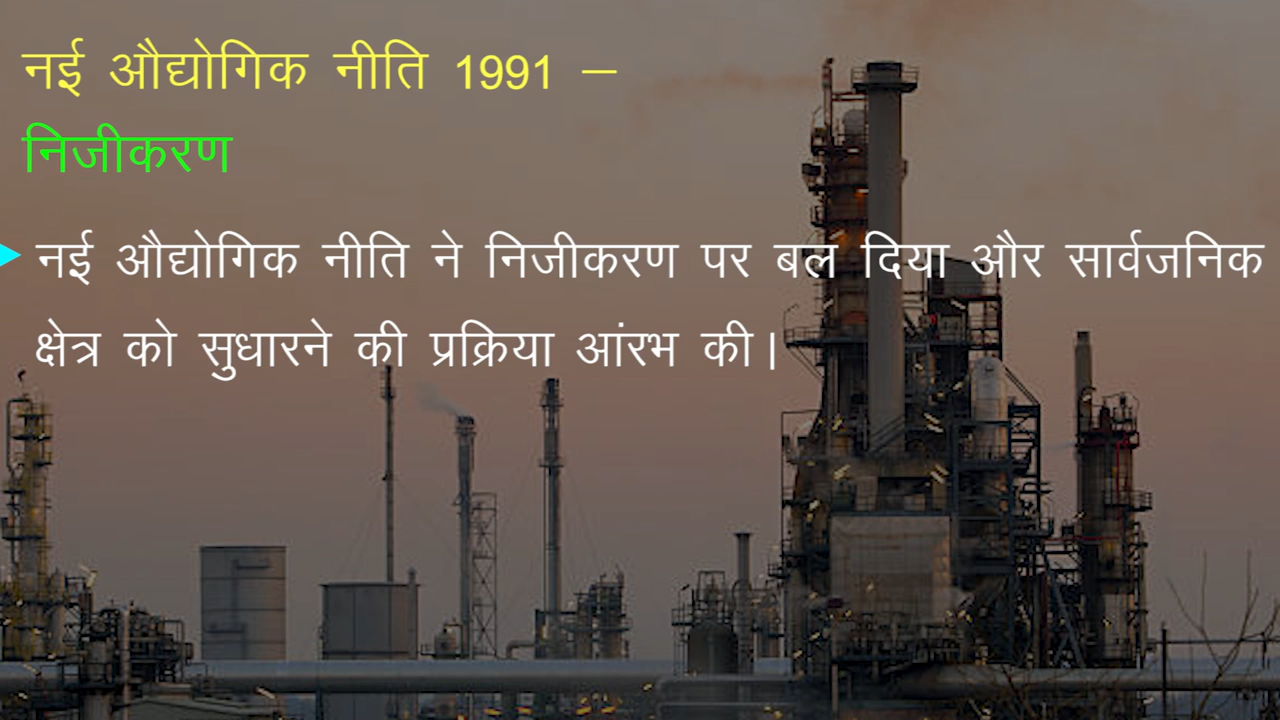 नई औद्योगिक नीति 1991 –
निजीकरण
नई औद्योगिक नीति ने निजीकरण पर बल दिया और सार्वजनिक
क्षेत्र को सुधारने की प्रक्रिया आंरभ की।